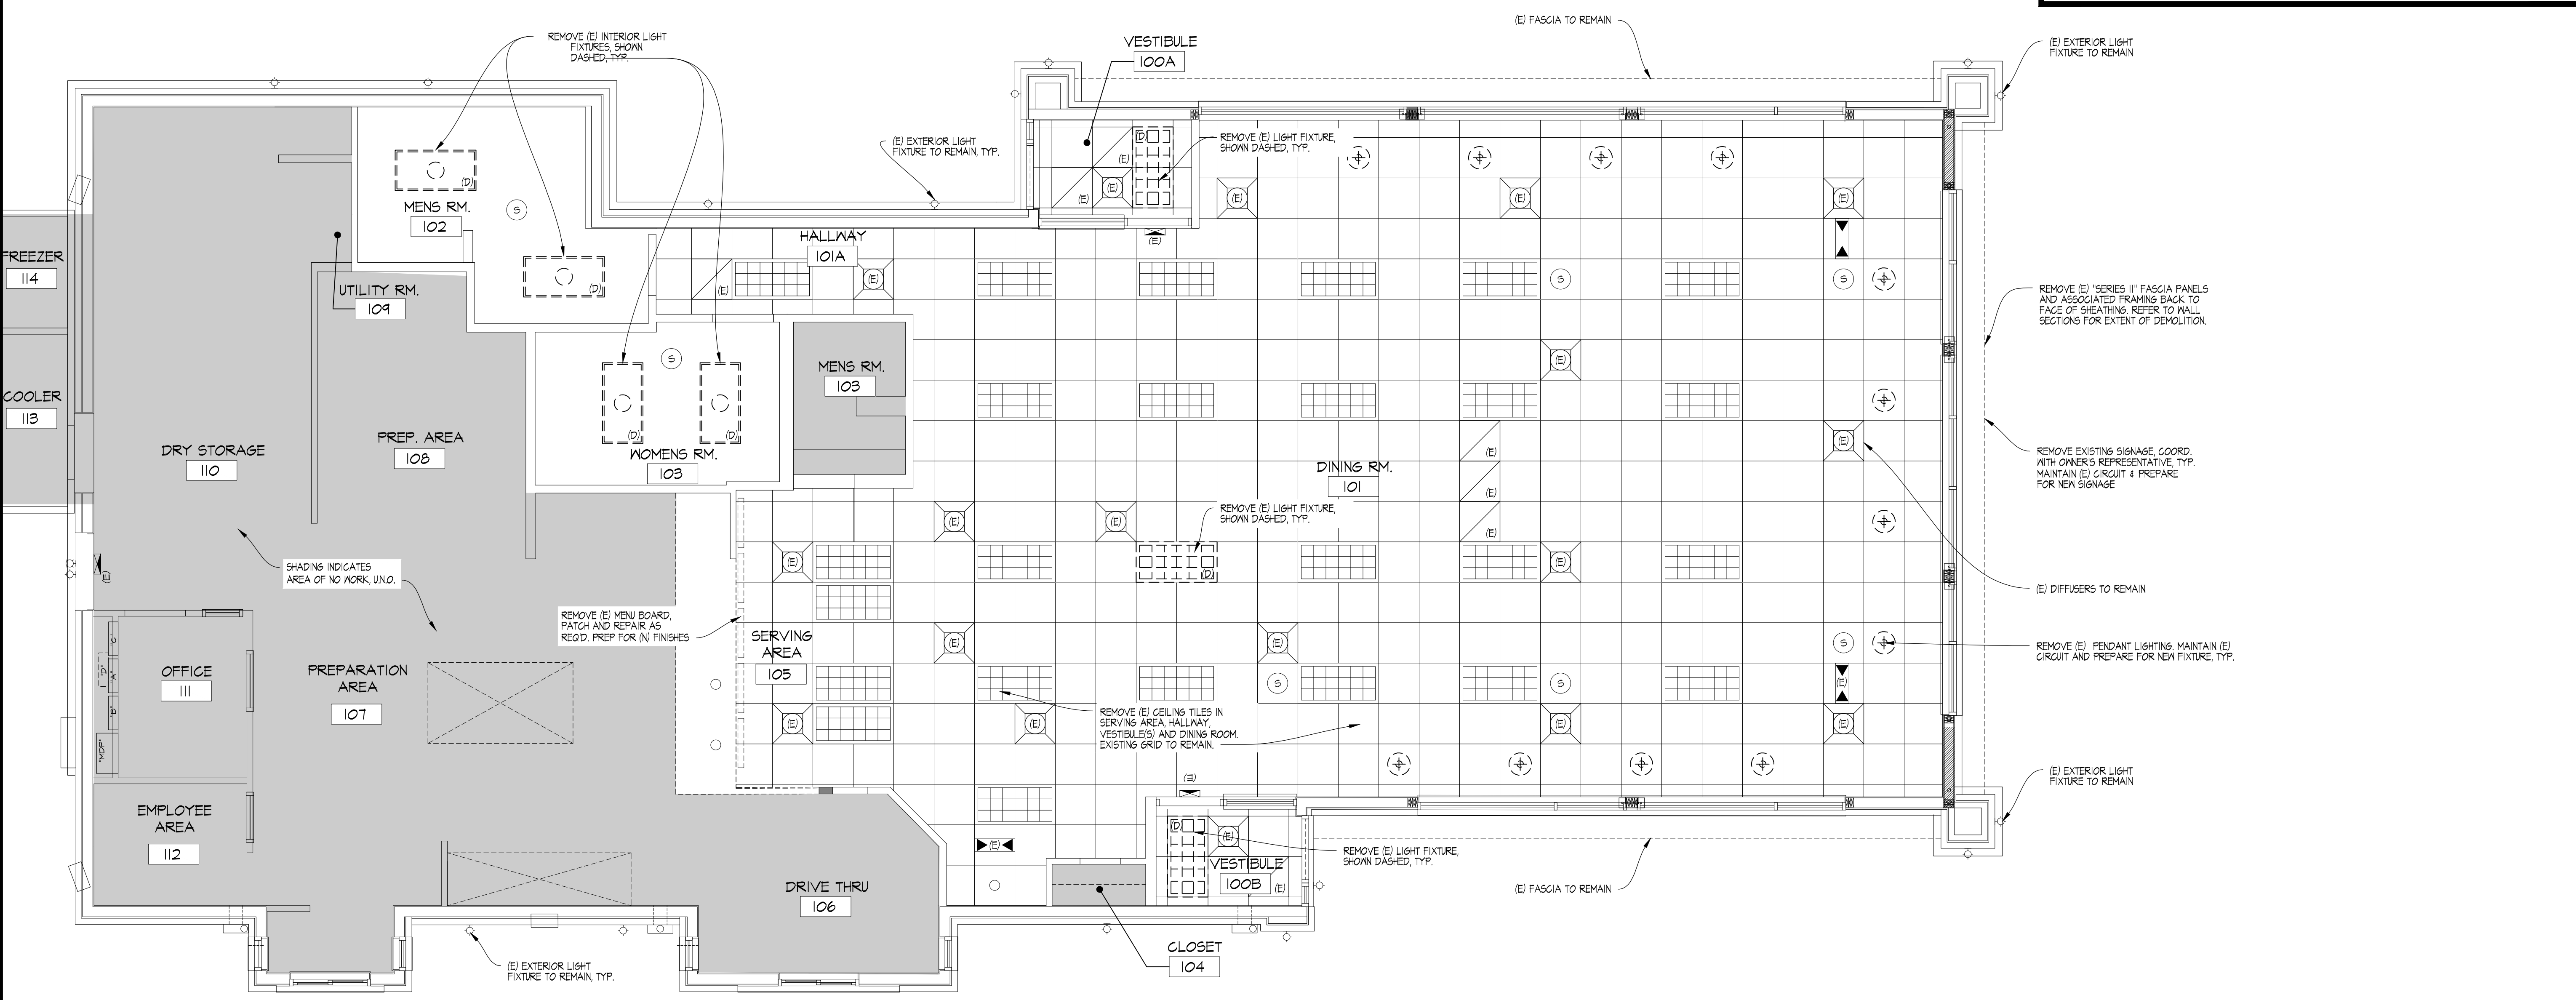 (E) FASCIA TO REMAIN
REMOVE (E) INTERIOR LIGHT
FIXTURES, SHOWN
DASHED, TYP.
VESTIBULE
100A
(E) EXTERIOR LIGHT
FIXTURE TO REMAIN
(E) EXTERIOR LIGHT
FIXTURE TO REMAIN, TYP.
REMOVE (E) LIGHT FIXTURE,
SHOWN DASHED, TYP.
(D)
(E)
(E)
(E)
(D)
MENS RM.
102
S
(E)
(E)
(E)
HALLWAY
101A
(E)
FREEZER
114
UTILITY RM.
109
(D)
(E)
(E)
S
S
REMOVE (E) "SERIES II" FASCIA PANELS
AND ASSOCIATED FRAMING BACK TO
FACE OF SHEATHING. REFER TO WALL
SECTIONS FOR EXTENT OF DEMOLITION.
S
MENS RM.
103
(E)
COOLER
113
DRY STORAGE
110
PREP. AREA
108
(D)
(D)
WOMENS RM.
103
DINING RM.
101
(E)
(E)
(E)
(E)
REMOVE EXISTING SIGNAGE, COORD.
WITH OWNER'S REPRESENTATIVE, TYP.
MAINTAIN (E) CIRCUIT & PREPARE
FOR NEW SIGNAGE
REMOVE (E) LIGHT FIXTURE,
SHOWN DASHED, TYP.
(E)
(E)
(E)
(D)
(E)
SHADING INDICATES
AREA OF NO WORK, U.N.O.
(E)
(E) DIFFUSERS TO REMAIN
REMOVE (E) MENU BOARD,
PATCH AND REPAIR AS
REQ'D. PREP FOR (N) FINISHES
SERVING
AREA
105
(E)
(E)
S
REMOVE (E)  PENDANT LIGHTING. MAINTAIN (E)
CIRCUIT AND PREPARE FOR NEW FIXTURE, TYP.
"C"
"D"
"A"
"B"
"MDP"
OFFICE
111
PREPARATION
AREA
107
S
S
(E)
REMOVE (E) CEILING TILES IN
SERVING AREA, HALLWAY,
VESTIBULE(S) AND DINING ROOM.
EXISTING GRID TO REMAIN.
(E)
(E)
(E)
(E)
(E)
(E) EXTERIOR LIGHT
FIXTURE TO REMAIN
EMPLOYEE
AREA
112
(E)
(D)
(E)
REMOVE (E) LIGHT FIXTURE,
SHOWN DASHED, TYP.
VESTIBULE
100B
(E)
DRIVE THRU
106
(E) FASCIA TO REMAIN
CLOSET
104
(E) EXTERIOR LIGHT
FIXTURE TO REMAIN, TYP.